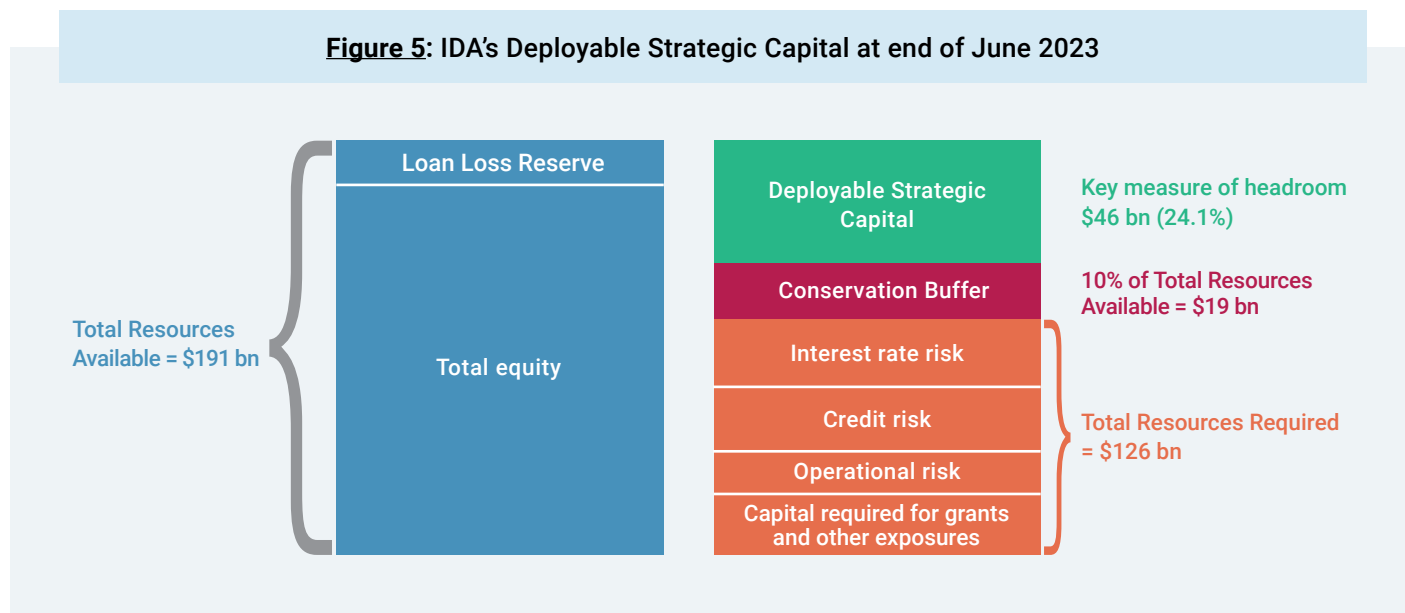 Figure 5: IDA’s Deployable Strategic Capital at end of June 2023
Total Resources
Available = $191 bn
Loan Loss Reserve
Total equity
Deployable Strategic
Capital
Conservation Buffer
Interest rate risk
Credit risk
Operational risk
Capital required for grants
and other exposures
Key measure of headroom
$46 bn (24.1%)
10% of Total Resources
Available = $19 bn
Total Resources Required
= $126 bn